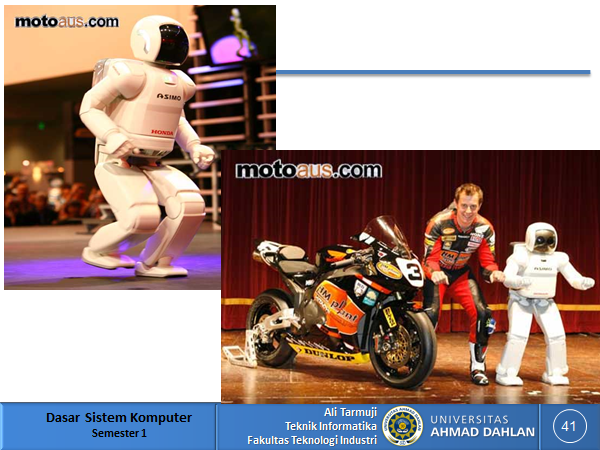 motoaus.com
ASIMO
HONDA
motoaus.com
3
DUNLOP
ASIMO
Dasar Sistem Komputer
Semester 1
Ali Tarmuji
Teknik Informatika
Fakultas Teknologi Industri
UNIVERSITAS
AHMAD DAHLAN
41